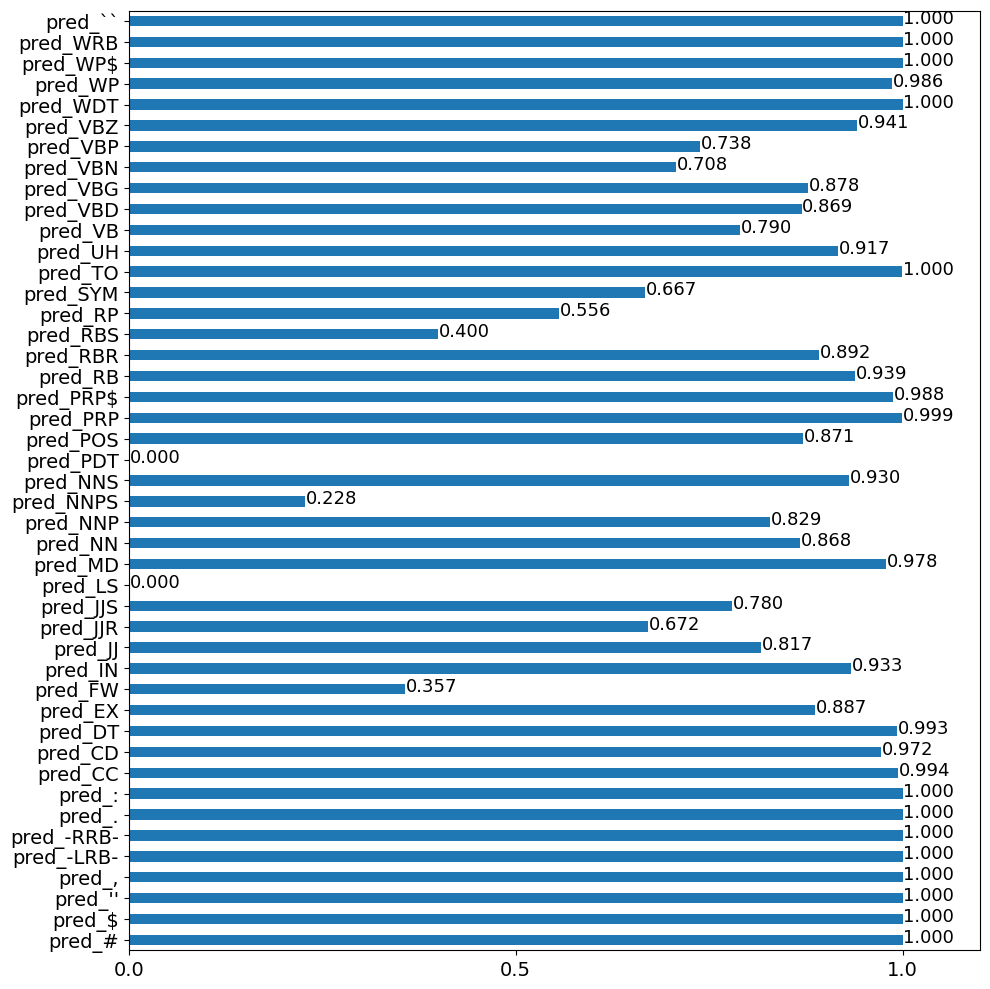 pred_`` 1.000
pred_WRB 1.000
pred_WP$ 1.000
pred_WP 0.986
pred_WDT 1.000
pred_VBZ 0.941
pred_VBP 0.738
pred_VBN 0.708
pred_VBG 0.878
pred_VBD 0.869
pred_VB 0.790
pred_UH 0.917
pred_TO 1.000
pred_SYM 0.667
pred_RP 0.556
pred_RBS 0.400
pred_RBR 0.892
pred_RB 0.939
pred_PRP$ 0.988
pred_PRP 0.999
pred_POS 0.871
pred_PDT 0.000
pred_NNS 0.930
pred_NNPS 0.228
pred_NNP 0.829
pred_NN 0.868
pred_MD 0.978
pred_LS 0.000
pred_JJS 0.780
pred_JJR 0.672
pred_JJ 0.817
pred_IN 0.933
pred_FW 0.357
pred_EX 0.887
pred_DT 0.993
pred_CD 0.972
pred_CC 0.994
pred_: 1.000
pred_. 1.000
pred_-RRB- 1.000
pred_-LRB- 1.000
pred_, 1.000
pred_'' 1.000
pred_$ 1.000
pred_# 1.000
0.0 0.5 1.0